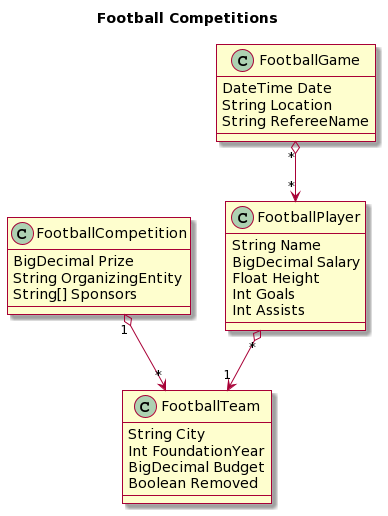 Football Competitions
C FootballGame
DateTime Date
String Location
String RefereeName
*
*
C FootballPlayer
String Name
BigDecimal Salary
Float Height
Int Goals
Int Assists
C FootballCompetition
BigDecimal Prize
String OrganizingEntity
String[] Sponsors
1
*
*
1
C FootballTeam
String City
Int FoundationYear
BigDecimal Budget
Boolean Removed